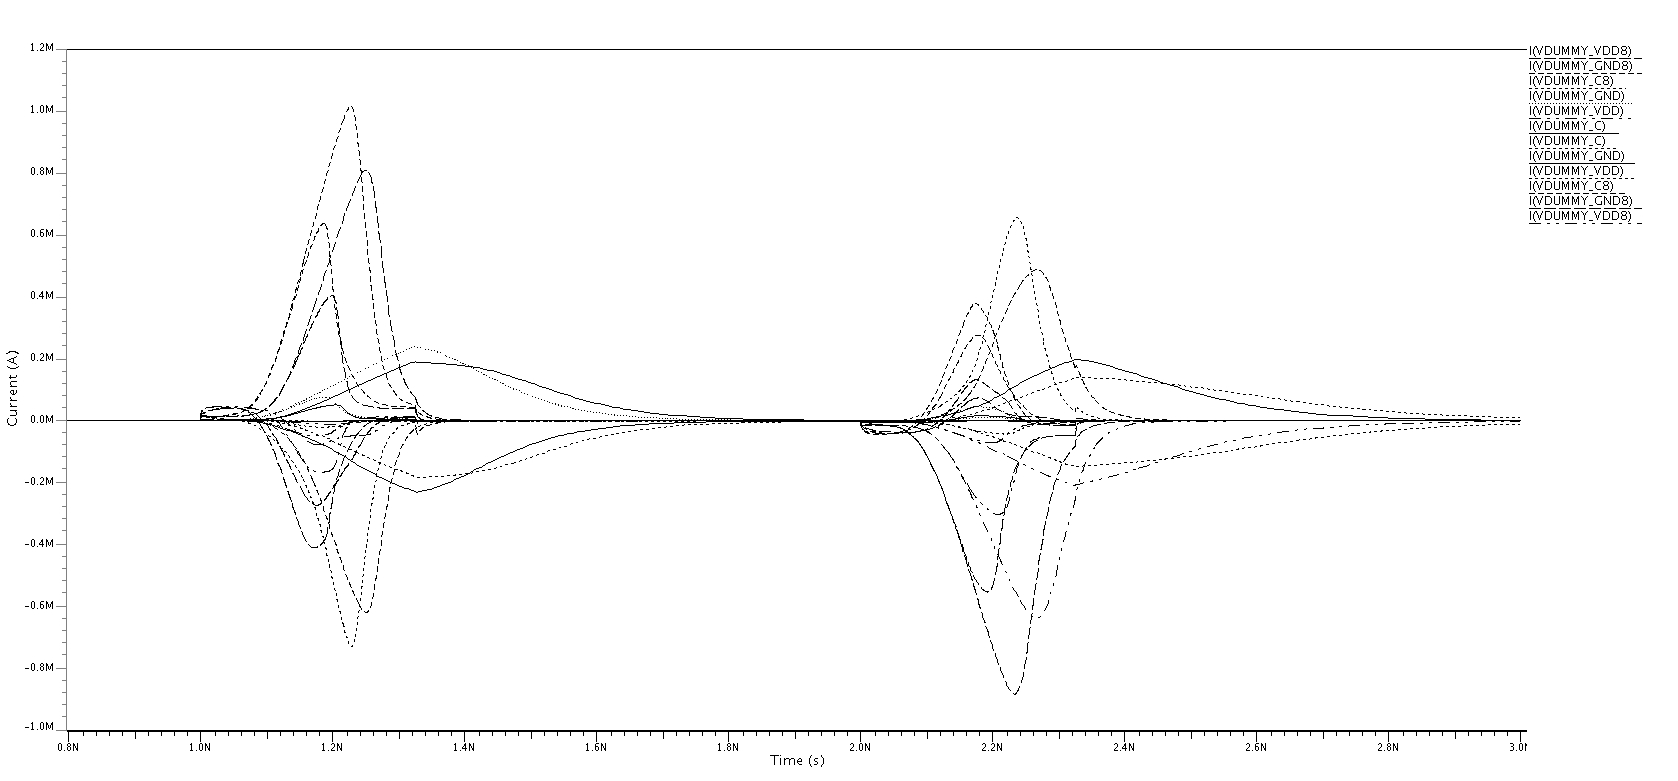 1.2M
1.0M
0.8M
0.6M
0.4M
0.2M
0.0M
-0.2M
-0.4M
-0.6M
-0.8M
-1.0M
Current (A)
0.8N 1.0N 1.2N 1.4N 1.6N 1.8N 2.0N 2.2N 2.4N 2.6N 2.8N 3.0N
Time (s)
I(VDUMMY_VDD8)
I(VDUMMY_GND8)
I(VDUMMY_C8)
I(VDUMMY_GND)
I(VDUMMY_VDD)
I(VDUMMY_C)
I(VDUMMY_C)
I(VDUMMY_GND)
I(VDUMMY_VDD)
I(VDUMMY_C8)
I(VDUMMY_GND8)
I(VDUMMY_VDD8)